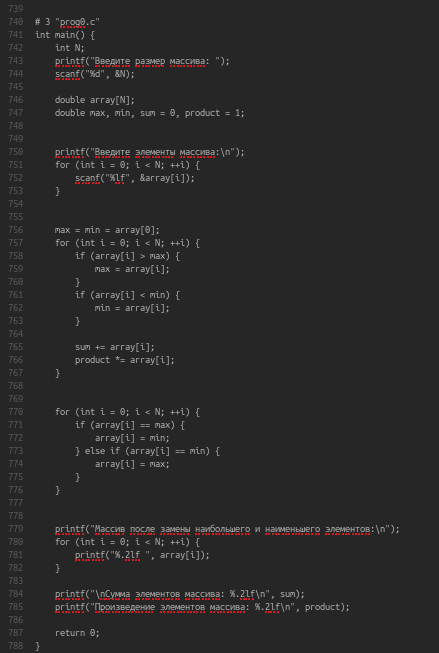 739
740 # 3 "prog0.c"
741 int main() {
742     int N;
743     printf("Введите размер массива: ");
744     scanf("%d", &N);
745
746     double array[N];
747     double max, min, sum = 0, product = 1;
748
749
750     printf("Введите элементы массива:\n");
751     for (int i = 0; i < N; ++i) {
752         scanf("%lf", &array[i]);
753     }
754
755
756     max = min = array[0];
757     for (int i = 0; i < N; ++i) {
758         if (array[i] > max) {
759             max = array[i];
760         }
761         if (array[i] < min) {
762             min = array[i];
763         }
764
765         sum += array[i];
766         product *= array[i];
767     }
768
769
770     for (int i = 0; i < N; ++i) {
771         if (array[i] == max) {
772             array[i] = min;
773         } else if (array[i] == min) {
774             array[i] = max;
775         }
776     }
777
778
779     printf("Массив после замены наибольшего и наименьшего элементов:\n");
780     for (int i = 0; i < N; ++i) {
781         printf("%.2lf ", array[i]);
782     }
783
784     printf("\nСумма элементов массива: %.2lf\n", sum);
785     printf("Произведение элементов массива: %.2lf\n", product);
786
787     return 0;
788 }